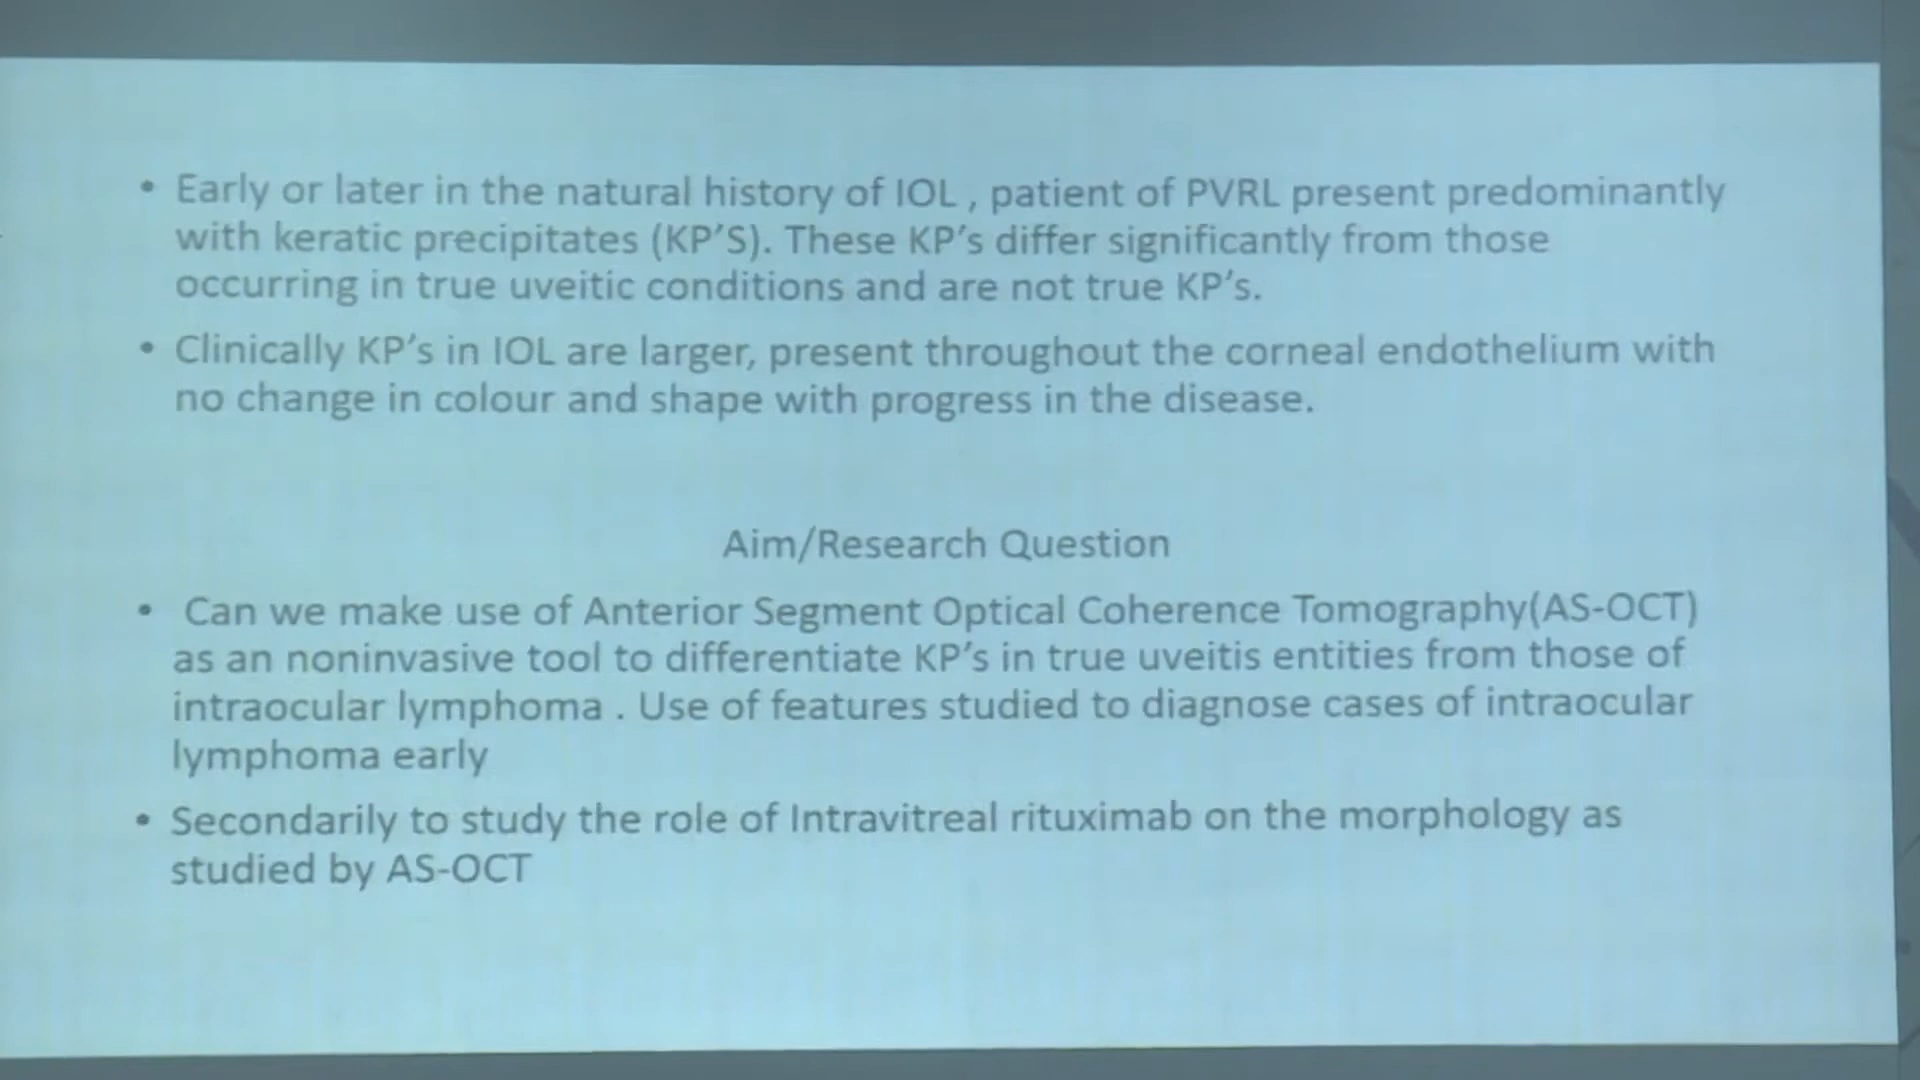 • Early or later in the natural history of IOL , patient of PVRL present predominantly
with keratic precipitates (KP'S). These KP's differ significantly from those
occurring in true uveitic conditions and are not true KP's.
• Clinically KP's in IOL are larger, present throughout the corneal endothelium with
no change in colour and shape with progress in the disease.
Aim/Research Question
• Can we make use of Anterior Segment Optical Coherence Tomography(AS-OCT)
as an noninvasive tool to differentiate KP's in true uveitis entities from those of
intraocular lymphoma . Use of features studied to diagnose cases of intraocular
lymphoma early
• Secondarily to study the role of Intravitreal rituximab on the morphology as
studied by AS-OCT